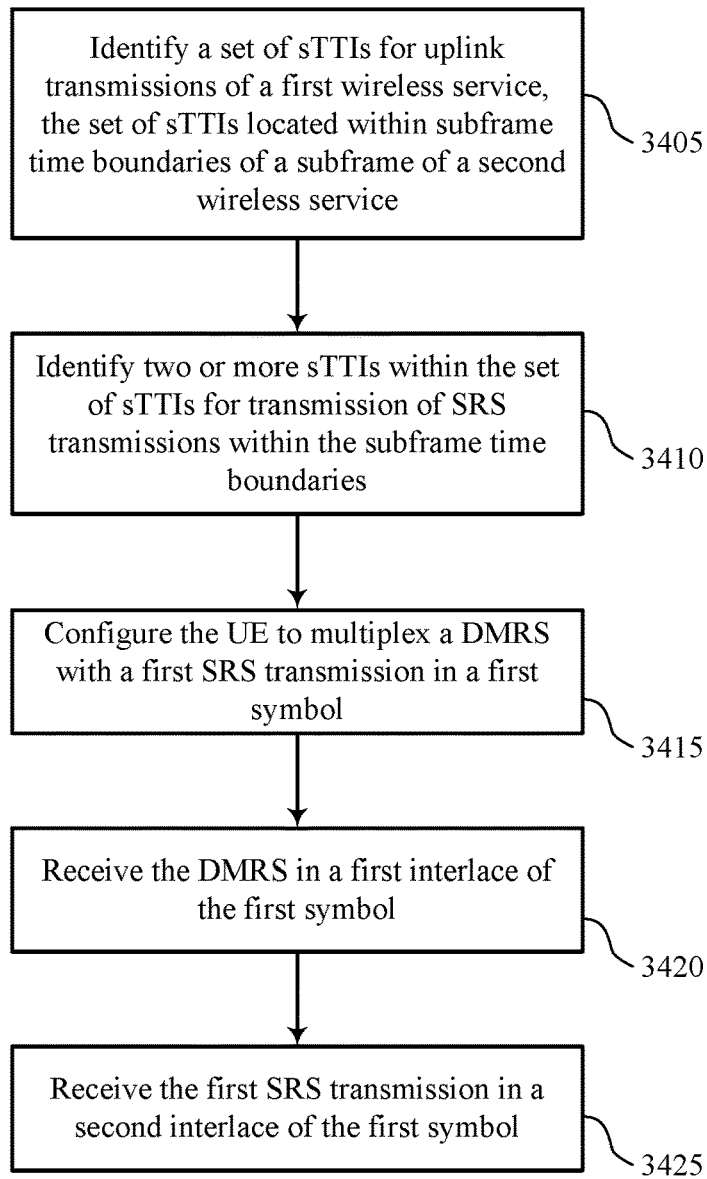 Identify a set of sTTIs for uplink
transmissions of a first wireless service,
the set of sTTIs located within subframe
time boundaries of a subframe of a second
wireless service
3405
Identify two or more sTTIs within the set
of sTTIs for transmission of SRS
transmissions within the subframe time
boundaries
3410
Configure the UE to multiplex a DMRS
with a first SRS transmission in a first
symbol
3415
Receive the DMRS in a first interlace of
the first symbol
3420
Receive the first SRS transmission in a
second interlace of the first symbol
3425